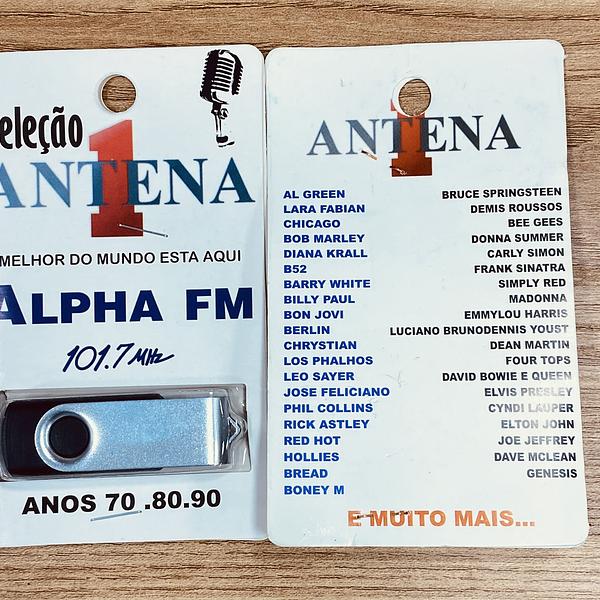 eleção
ANTENA 1
MELHOR DO MUNDO ESTA AQUI
ALPHA FM
101.7 MHz
ANOS 70 .80.90
ANTENA 1
AL GREEN
LARA FABIAN
CHICAGO
BOB MARLEY
DIANA KRALL
B52
BARRY WHITE
BILLY PAUL
BON JOVI
BERLIN
CHRYSTIAN
LOS PHALHOS
LEO SAYER
JOSE FELICIANO
PHIL COLLINS
RICK ASTLEY
RED HOT
HOLLIES
BREAD
BONEY M
BRUCE SPRINGSTEEN
DEMIS ROUSSOS
BEE GEES
DONNA SUMMER
CARLY SIMON
FRANK SINATRA
SIMPLY RED
MADONNA
EMMYLOU HARRIS
LUCIANO BRUNODENNIS YOUST
DEAN MARTIN
FOUR TOPS
DAVID BOWIE E QUEEN
ELVIS PRESLEY
CYNDI LAUPER
ELTON JOHN
JOE JEFFREY
DAVE MCLEAN
GENESIS
E MUITO MAIS...